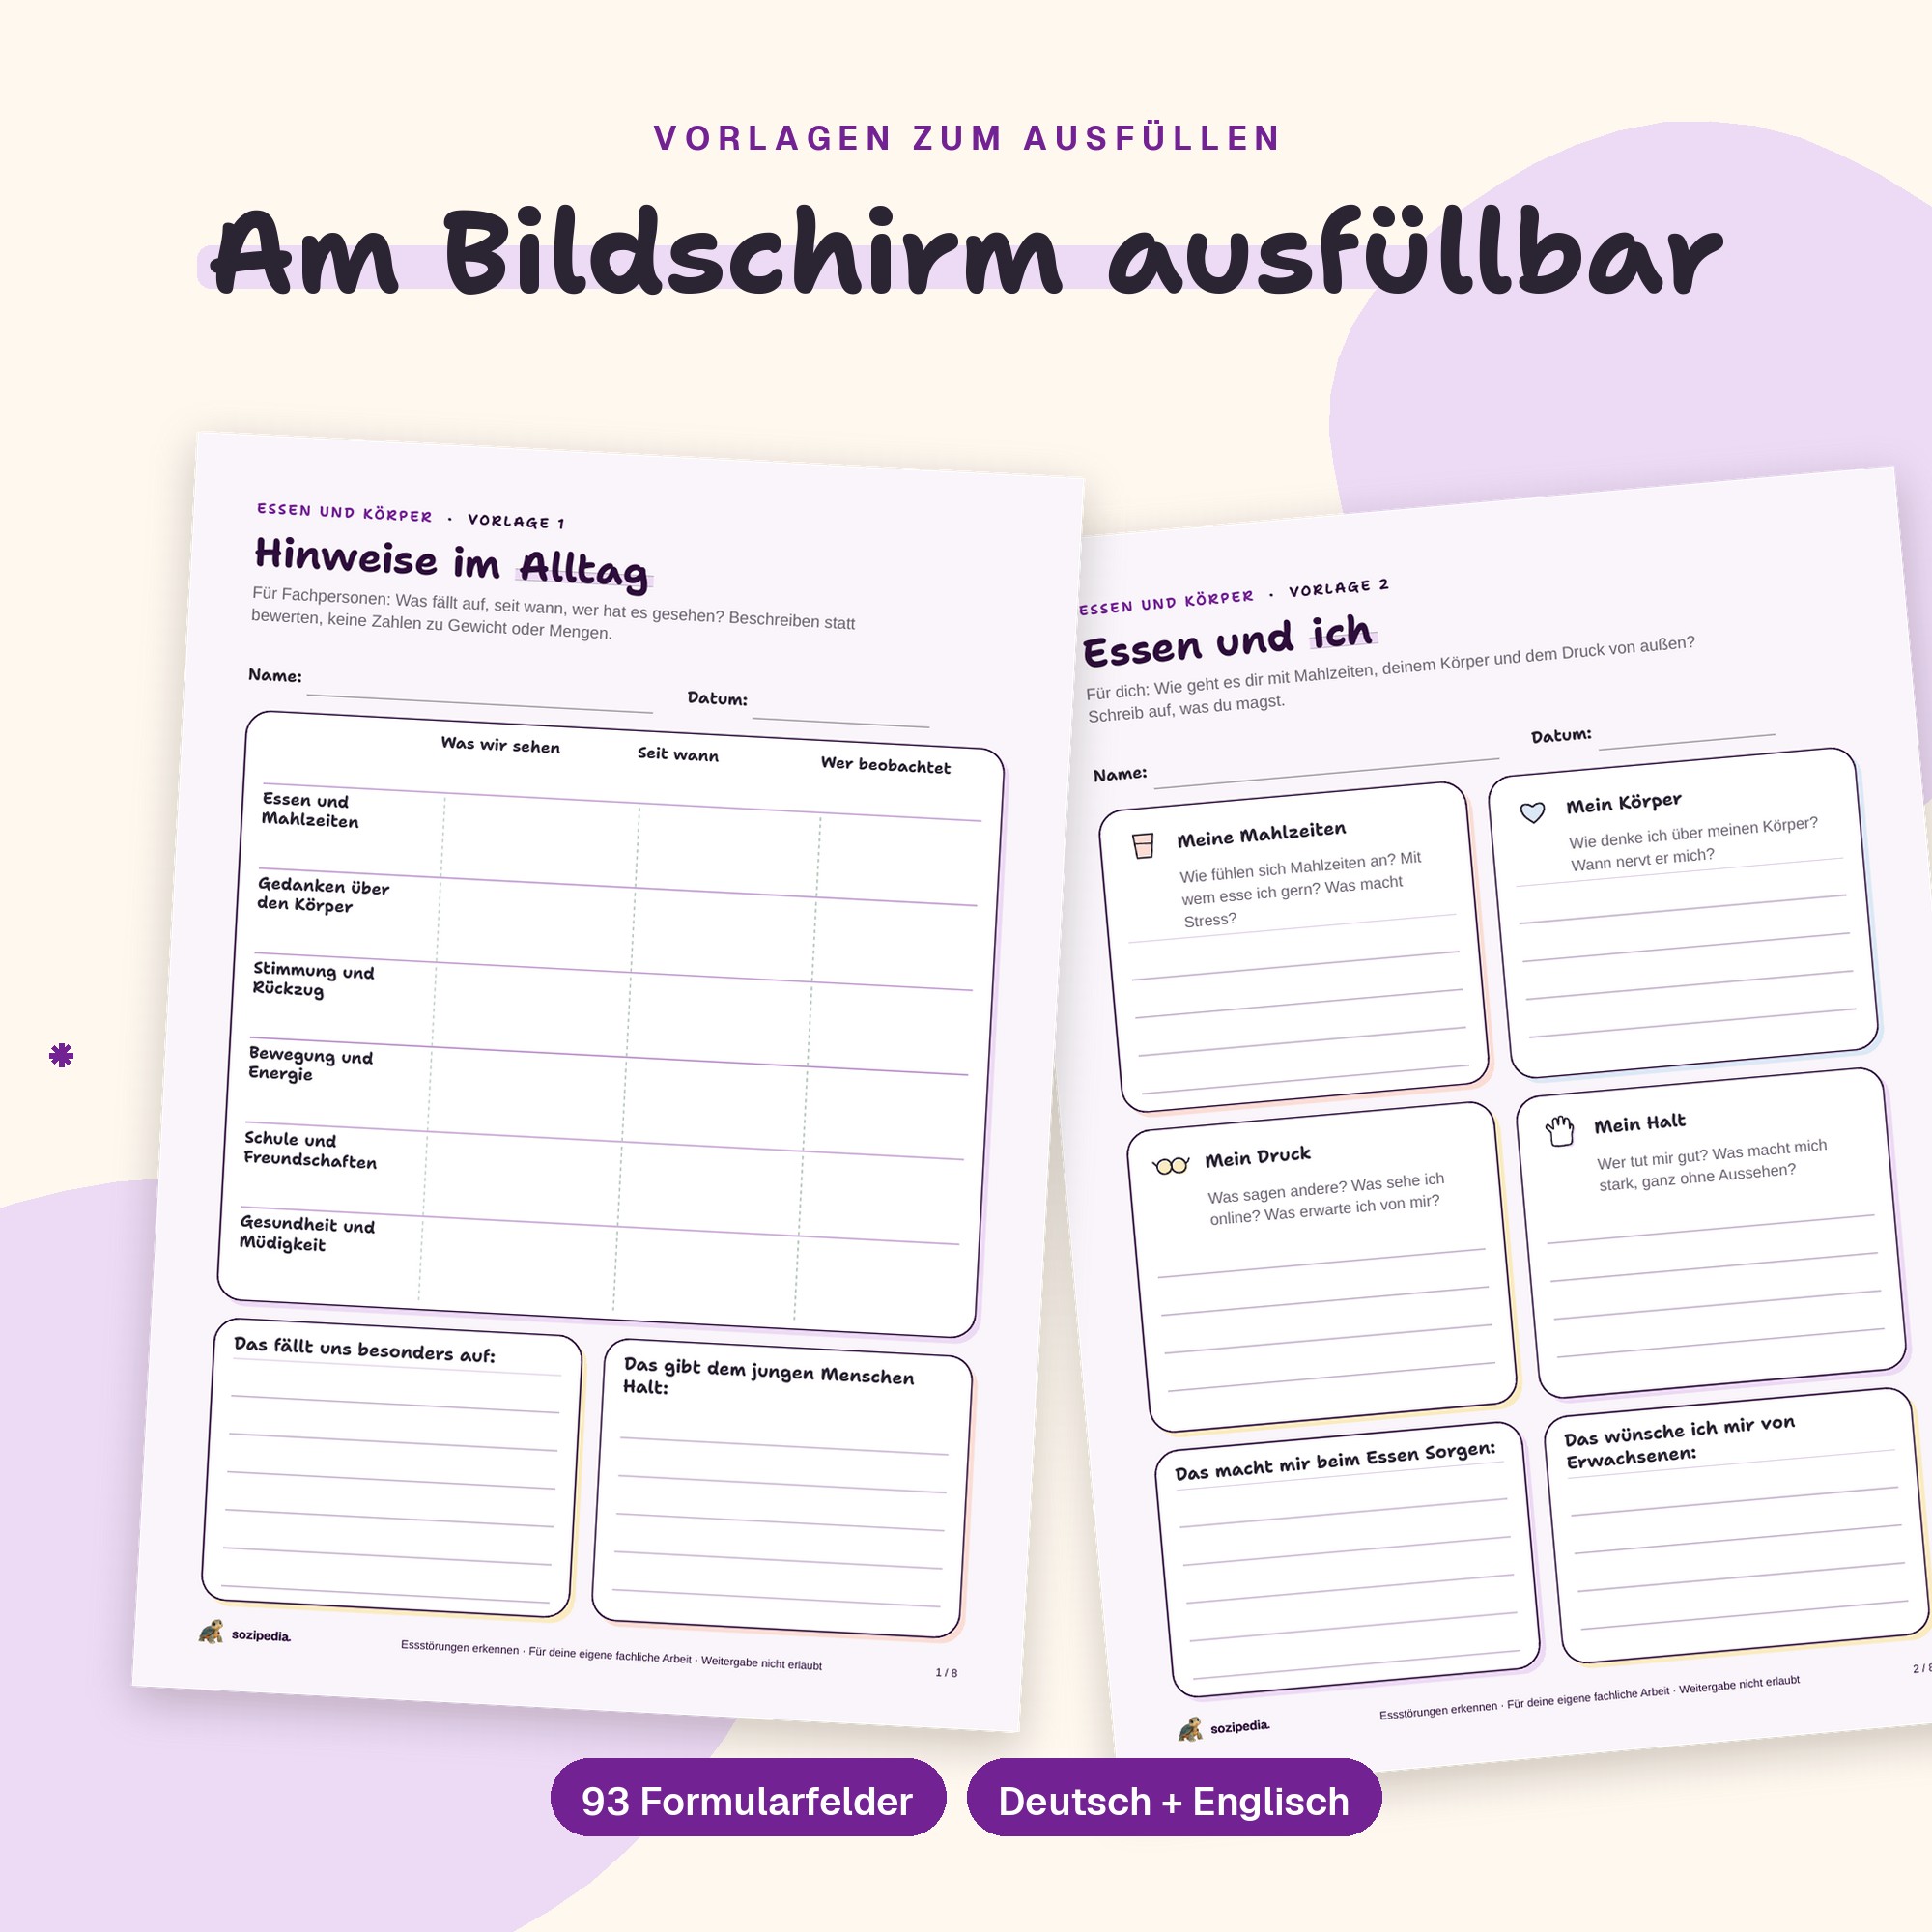 VORLAGEN ZUM AUSFÜLLEN
Am Bildschirm ausfüllbar
ESSEN UND KÖRPER · VORLAGE 1
Hinweise im Alltag
Für Fachpersonen: Was fällt auf, seit wann, wer hat es gesehen? Beschreiben statt
bewerten, keine Zahlen zu Gewicht oder Mengen.
Name:
Datum:
Was wir sehen
Seit wann
Wer beobachtet
Essen und
Mahlzeiten
Gedanken über
den Körper
Stimmung und
Rückzug
Bewegung und
Energie
Schule und
Freundschaften
Gesundheit und
Müdigkeit
Das fällt uns besonders auf:
Das gibt dem jungen Menschen
Halt:
sozipedia.
Essstörungen erkennen · Für deine eigene fachliche Arbeit · Weitergabe nicht erlaubt
1 / 8
ESSEN UND KÖRPER · VORLAGE 2
Essen und ich
Für dich: Wie geht es dir mit Mahlzeiten, deinem Körper und dem Druck von außen?
Schreib auf, was du magst.
Name:
Datum:
Meine Mahlzeiten
Wie fühlen sich Mahlzeiten an? Mit
wem esse ich gern? Was macht
Stress?
Mein Körper
Wie denke ich über meinen Körper?
Wann nervt er mich?
Mein Druck
Was sagen andere? Was sehe ich
online? Was erwarte ich von mir?
Mein Halt
Wer tut mir gut? Was macht mich
stark, ganz ohne Aussehen?
Das macht mir beim Essen Sorgen:
Das wünsche ich mir von
Erwachsenen:
sozipedia.
Essstörungen erkennen · Für deine eigene fachliche Arbeit · Weitergabe nicht erlaubt
2 / 8
93 Formularfelder
Deutsch + Englisch